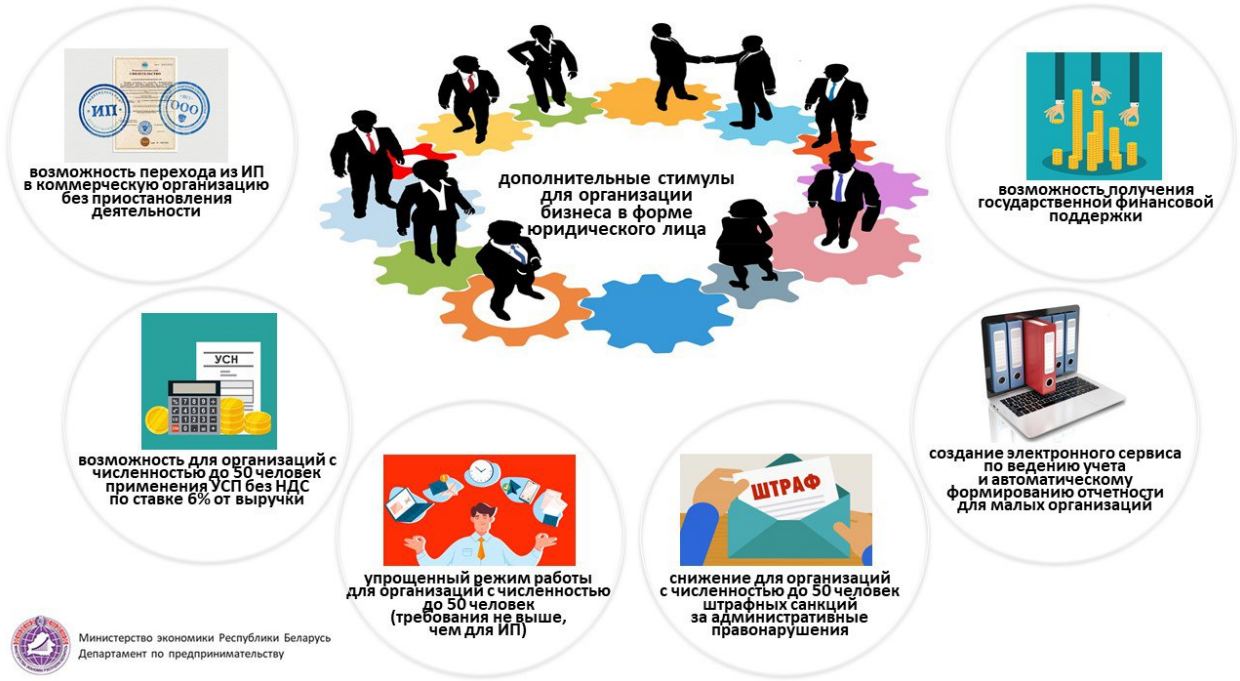 ИП
СВИДЕТЕЛЬСТВО
ООО
возможность перехода из ИП
в коммерческую организацию
без приостановления
деятельности
дополнительные стимулы
для организации
бизнеса в форме
юридического лица
возможность получения
государственной финансовой
поддержки
УСН
возможность для организаций с
численностью до 50 человек
применения УСП без НДС
по ставке 6% от выручки
упрощенный режим работы
для организаций с численностью
до 50 человек
(требования не выше,
чем для ИП)
ШТРАФ
снижение для организаций
с численностью до 50 человек
штрафных санкций
за административные
правонарушения
создание электронного сервиса
по ведению учета
и автоматическому
формированию отчетности
для малых организаций
Министерство экономики Республики Беларусь
Департамент по предпринимательству